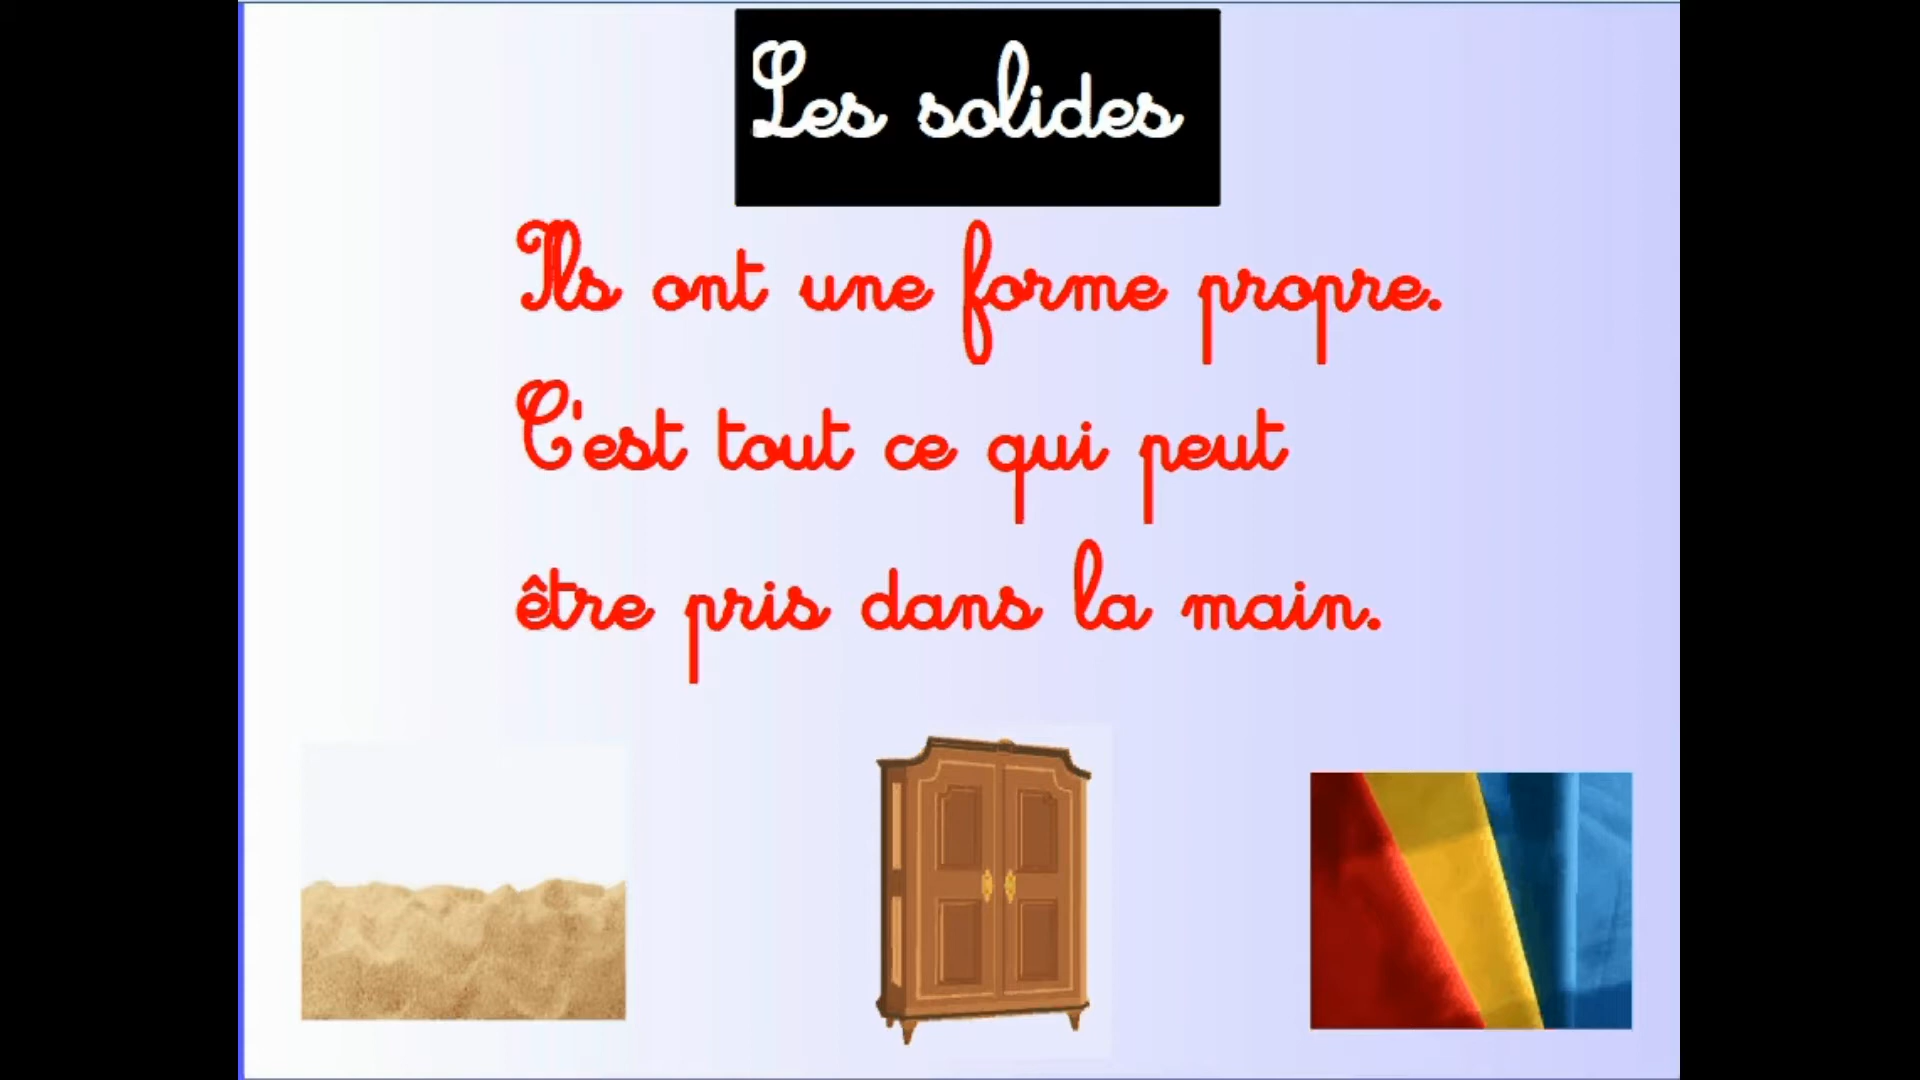 Les solides
Ils ont une forme propre.
C'est tout ce qui peut
être pris dans la main.